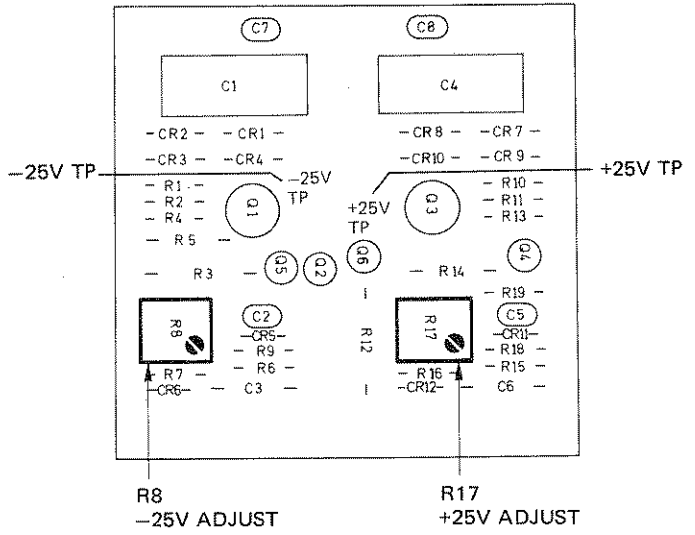 C7 C8
C1 C4
CR2 CR1 CR8 CR7
CR3 CR4 CR10 CR9
−25V TP −25V TP +25V TP
R1 Q1 +25V TP Q3 R10
R2 R11
R4 R13
R5
R3 Q5 Q2 Q6 R14 Q4
R19
R8 C2 R12 R17 C5
CR5 CR11
R9 R18
R6 R15
R7 R16
CR6 C3 CR12 C6
R8 R17
−25V ADJUST +25V ADJUST